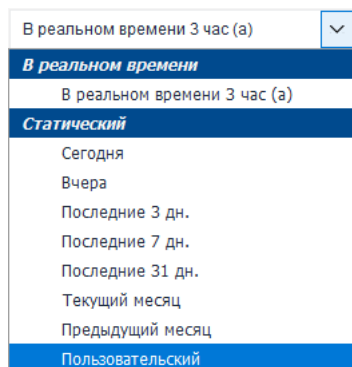 В реальном времени 3 час (а)
В реальном времени
В реальном времени 3 час (а)
Статический
Сегодня
Вчера
Последние 3 дн.
Последние 7 дн.
Последние 31 дн.
Текущий месяц
Предыдущий месяц
Пользовательский